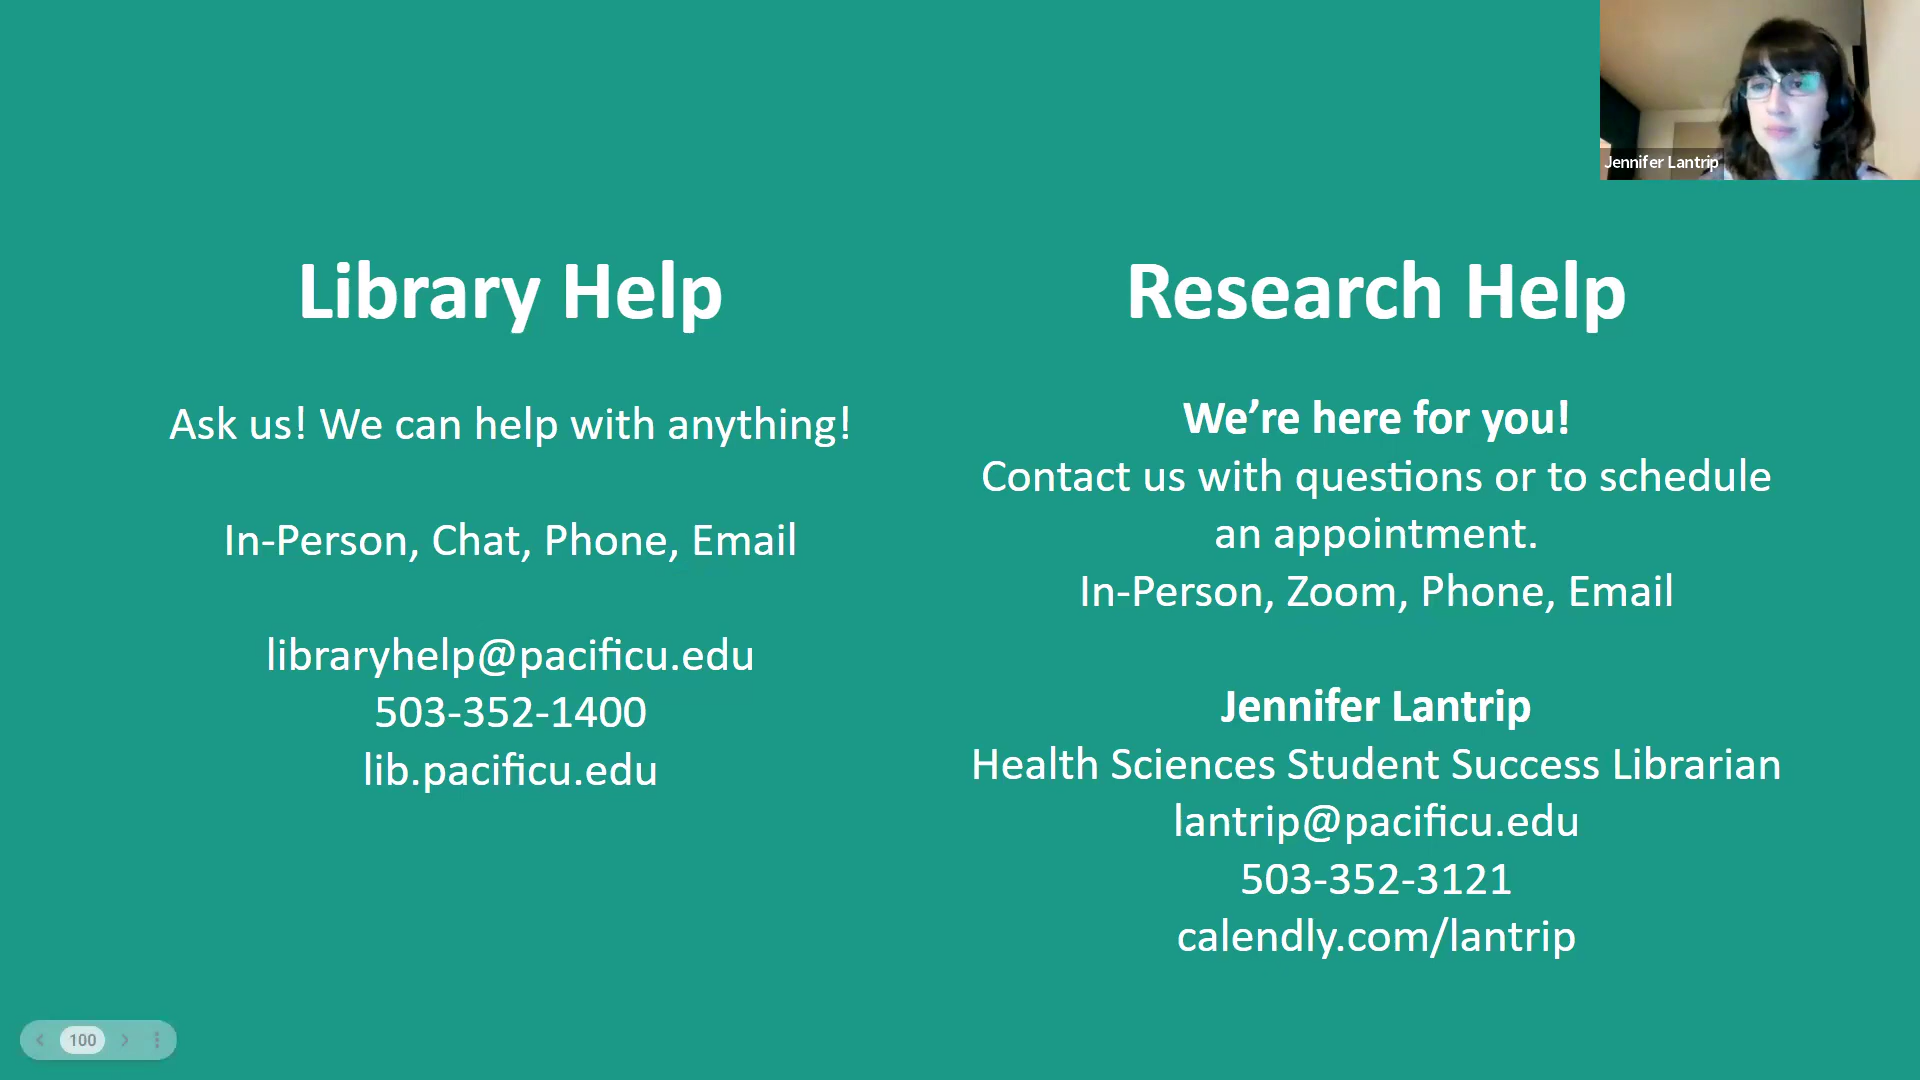 Jennifer Lantrip
Library Help
Ask us! We can help with anything!
In-Person, Chat, Phone, Email
libraryhelp@pacificu.edu
503-352-1400
lib.pacificu.edu
Research Help
We’re here for you!
Contact us with questions or to schedule
an appointment.
In-Person, Zoom, Phone, Email
Jennifer Lantrip
Health Sciences Student Success Librarian
lantrip@pacificu.edu
503-352-3121
calendly.com/lantrip
100